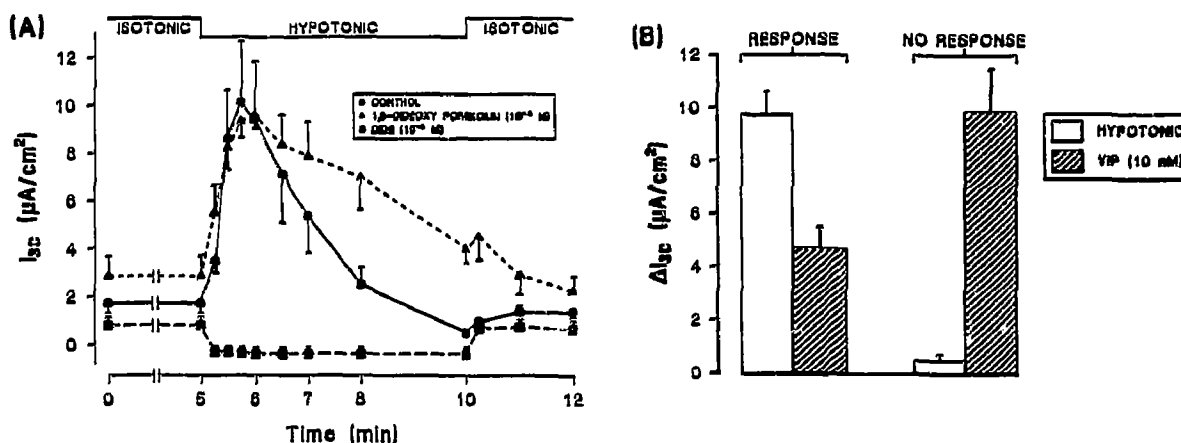 (A)
ISOTONIC HYPOTONIC ISOTONIC
12
10
8
6
4
2
0
I_SC (μA/cm²)
CONTROL
DIDS
0 5 6 7 8 10 12
Time (min)
(B)
RESPONSE NO RESPONSE
12
10
8
6
4
2
0
ΔI_SC (μA/cm²)
HYPOTONIC
VIP (10 nM)